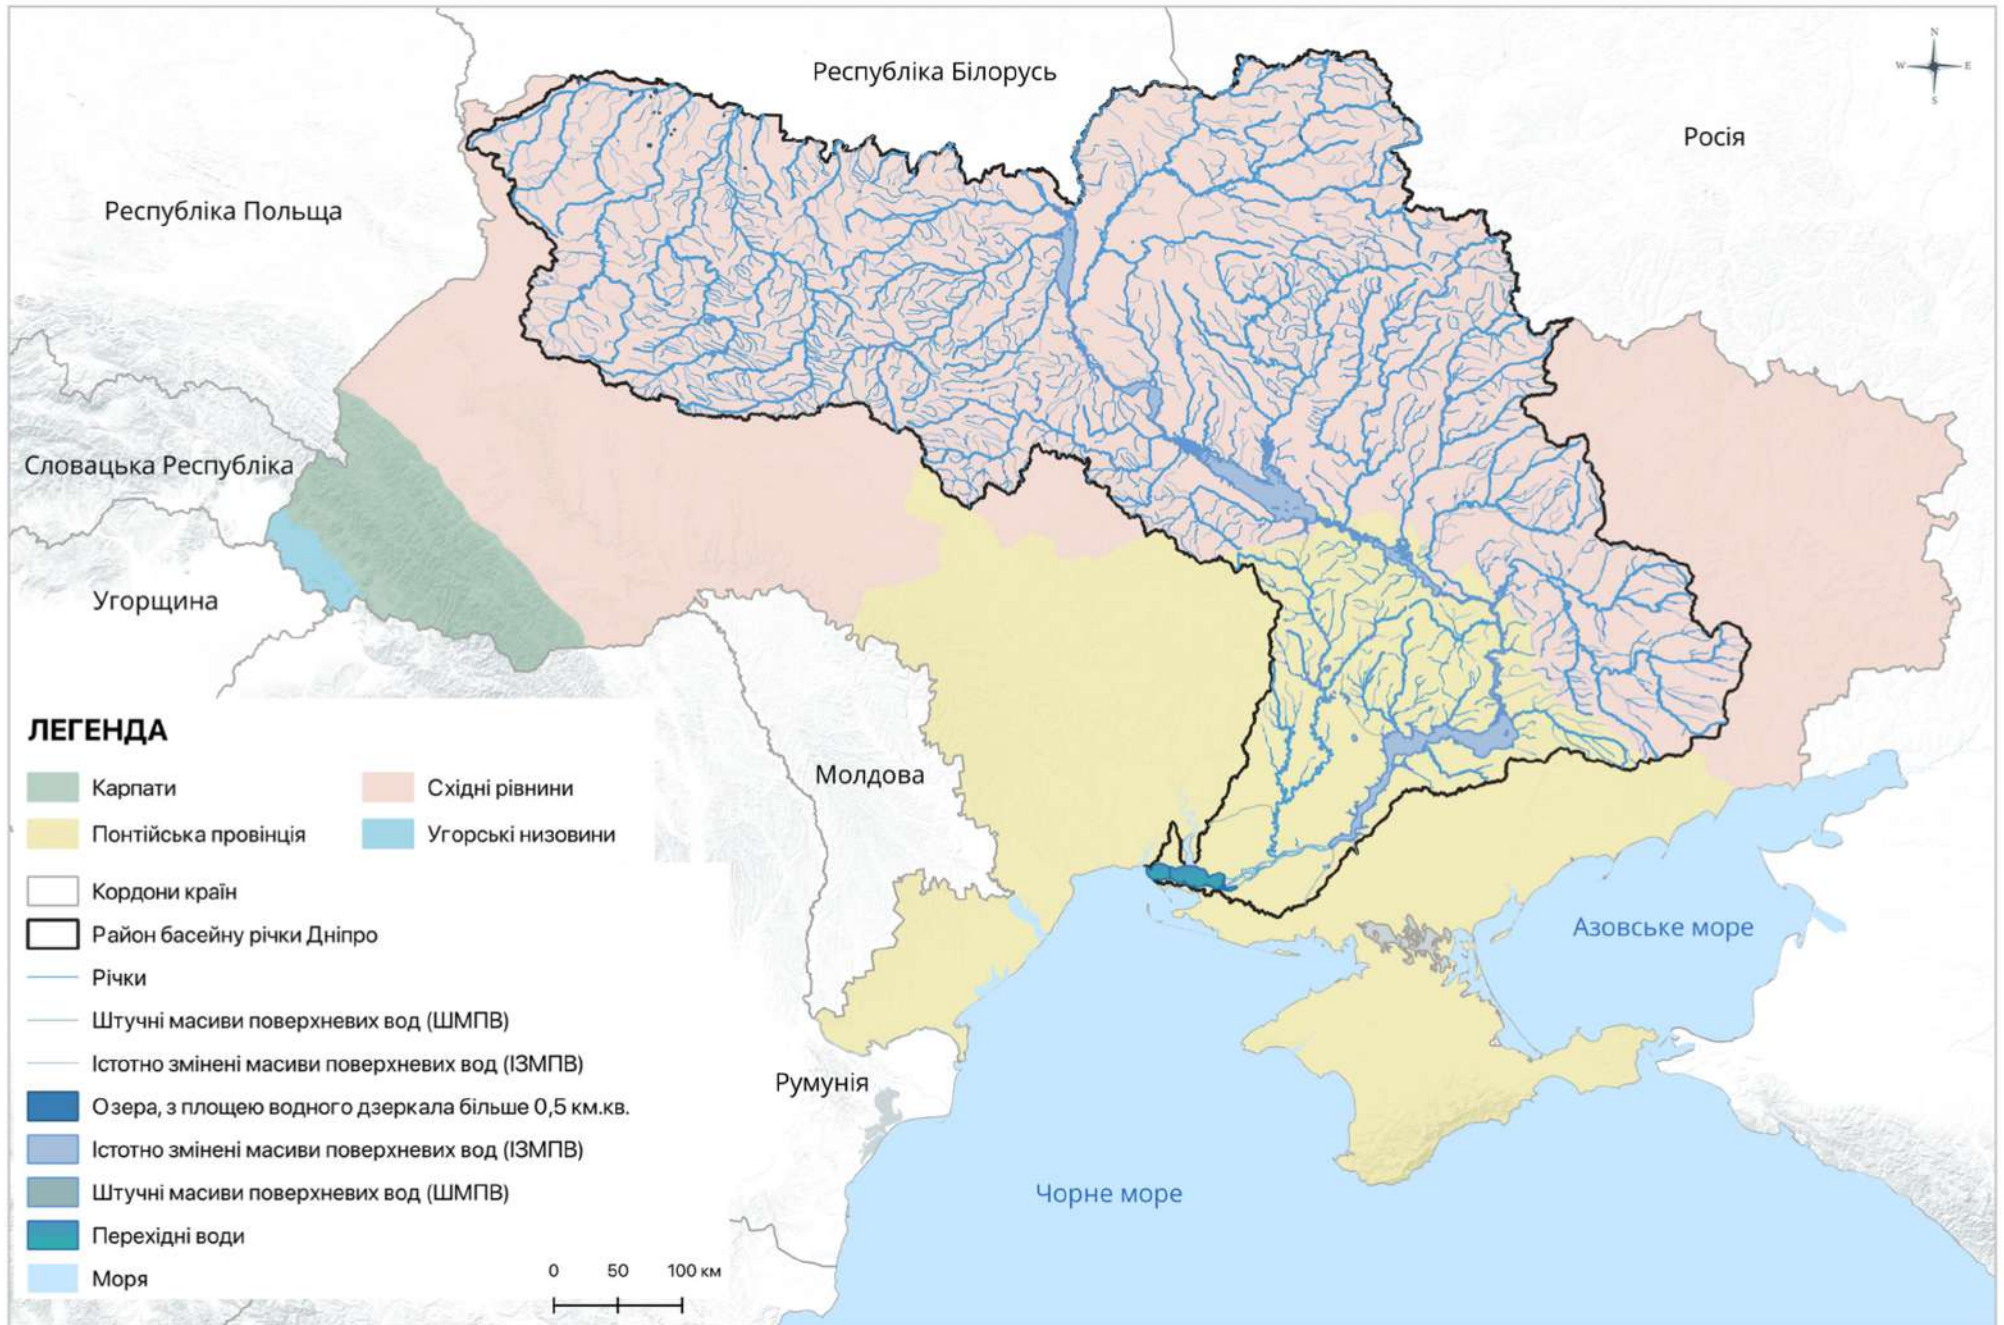 Республіка Білорусь
N
W
E
S
Росія
Республіка Польща
Словацька Республіка
Угорщина
Молдова
Румунія
Азовське море
Чорне море
ЛЕГЕНДА
Карпати
Східні рівнини
Понтійська провінція
Угорські низовини
Кордони країн
Район басейну річки Дніпро
Річки
Штучні масиви поверхневих вод (ШМПВ)
Істотно змінені масиви поверхневих вод (ІЗМПВ)
Озера, з площею водного дзеркала більше 0,5 км.кв.
Істотно змінені масиви поверхневих вод (ІЗМПВ)
Штучні масиви поверхневих вод (ШМПВ)
Перехідні води
Моря
0 50 100 км